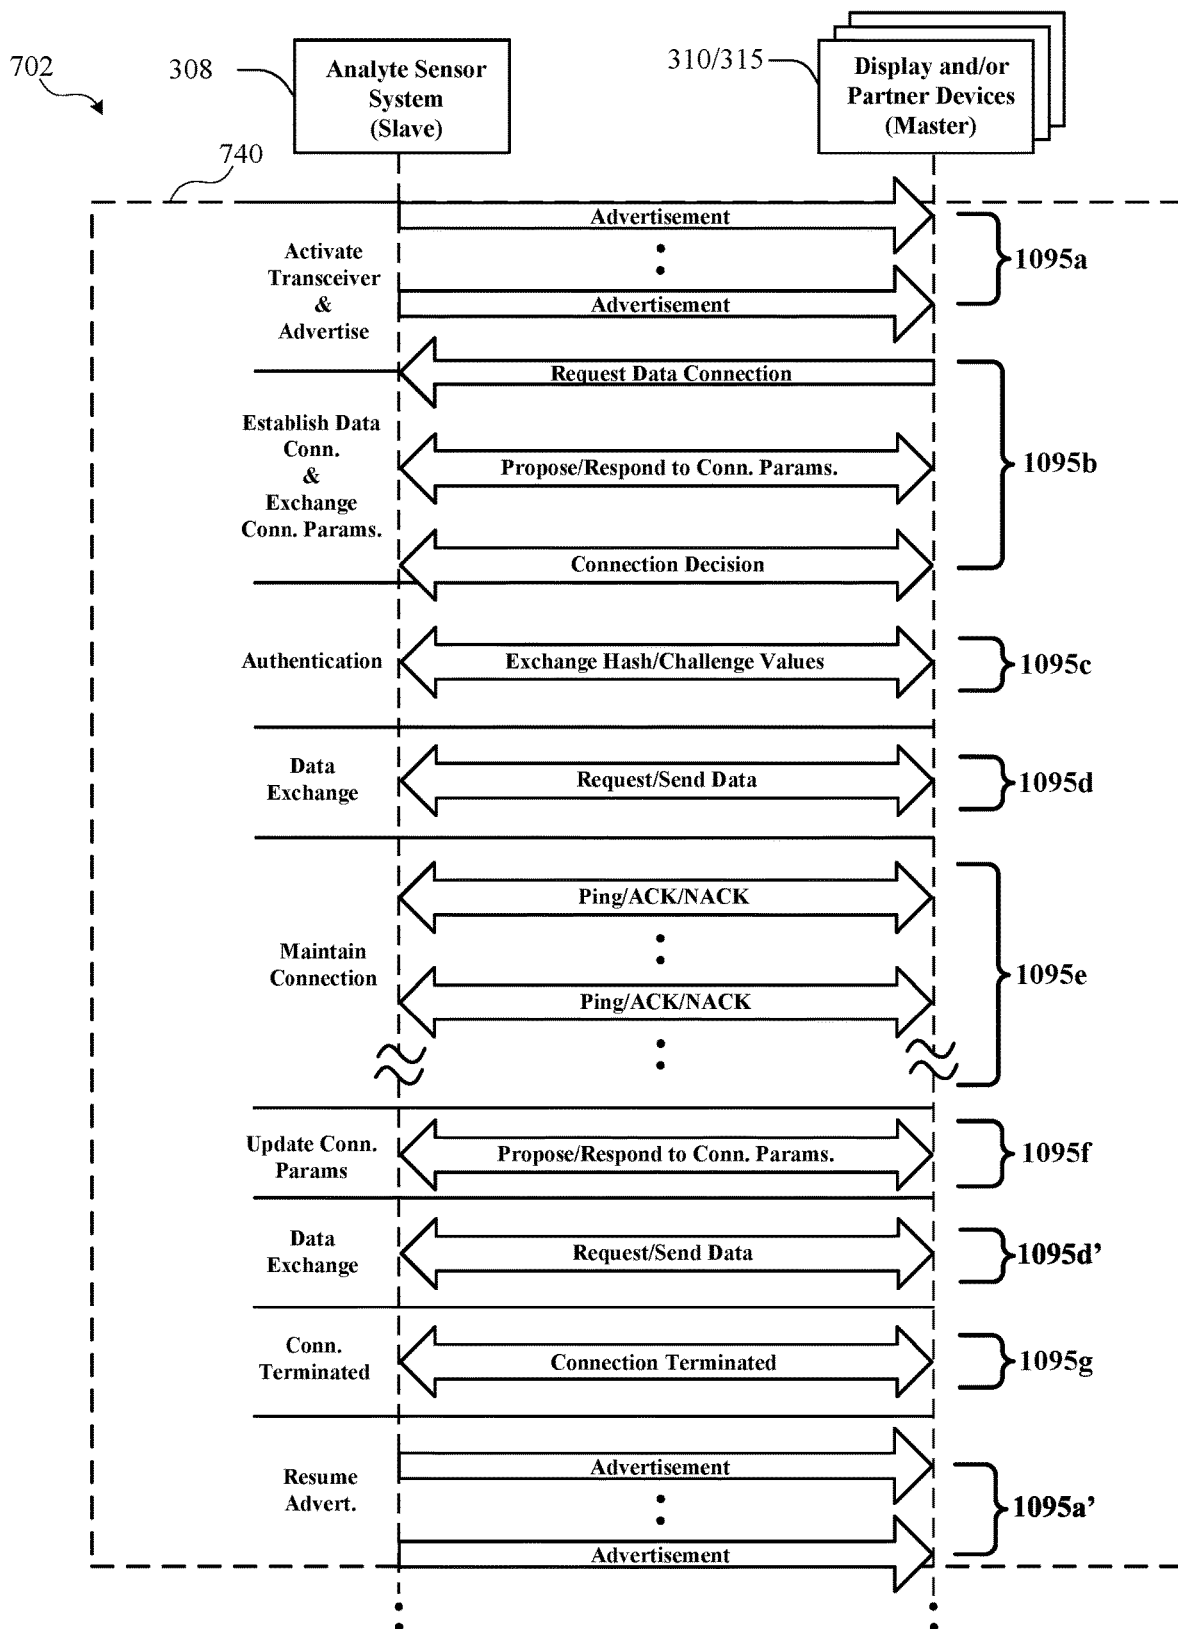 702
308
Analyte Sensor
System
(Slave)
310/315
Display and/or
Partner Devices
(Master)
740
Activate
Transceiver
&
Advertise
Advertisement
Advertisement
1095a
Establish Data
Conn.
&
Exchange
Conn. Params.
Request Data Connection
Propose/Respond to Conn. Params.
Connection Decision
1095b
Authentication
Exchange Hash/Challenge Values
1095c
Data
Exchange
Request/Send Data
1095d
Maintain
Connection
Ping/ACK/NACK
Ping/ACK/NACK
1095e
Update Conn.
Params
Propose/Respond to Conn. Params.
1095f
Data
Exchange
Request/Send Data
1095d’
Conn.
Terminated
Connection Terminated
1095g
Resume
Advert.
Advertisement
Advertisement
1095a’